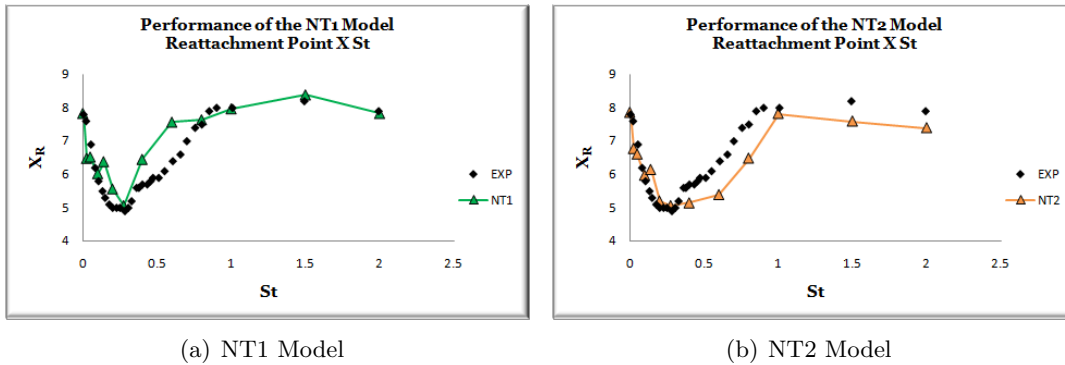 Performance of the NT1 Model
Reattachment Point X St
9
8
7
6
5
4
X_R
0
0.5
1
1.5
2
2.5
St
EXP
NT1
(a) NT1 Model
Performance of the NT2 Model
Reattachment Point X St
9
8
7
6
5
4
X_R
0
0.5
1
1.5
2
2.5
St
EXP
NT2
(b) NT2 Model